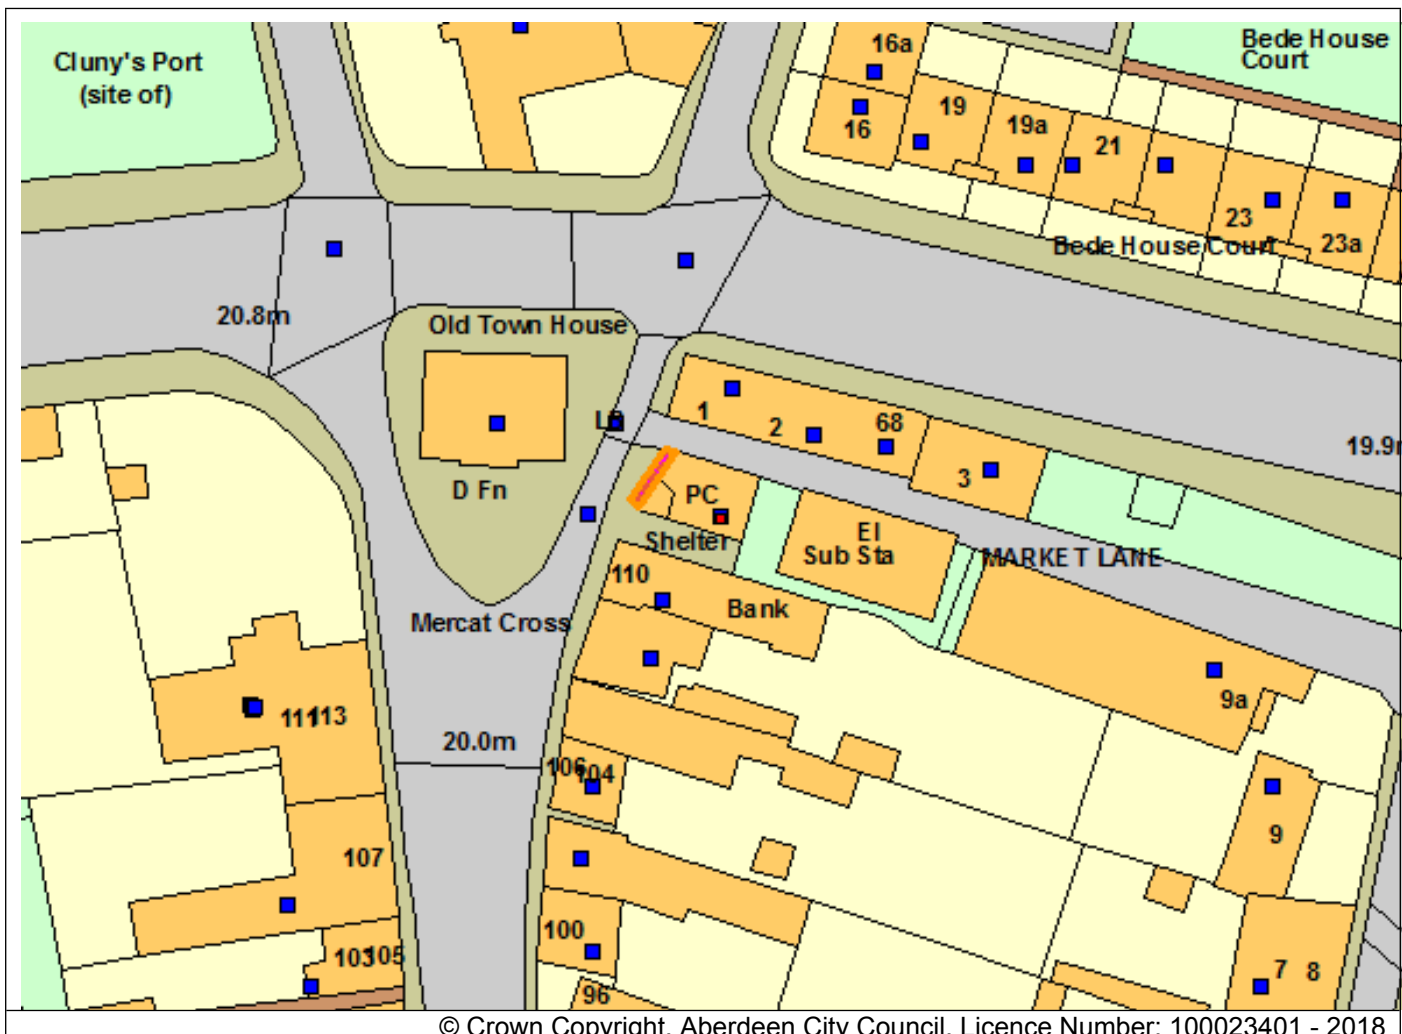 Cluny's Port
(site of)
16a
16
19
19a
21
23
23a
Bede House
Court
Bede House Court
20.8m
Old Town House
D Fn
1
2
68
3
19.9
PC
Shelter
El
Sub Sta
MARKET LANE
110
Bank
Mercat Cross
9a
113
20.0m
106
104
9
107
100
103
105
96
7
8
© Crown Copyright. Aberdeen City Council. Licence Number: 100023401 - 2018